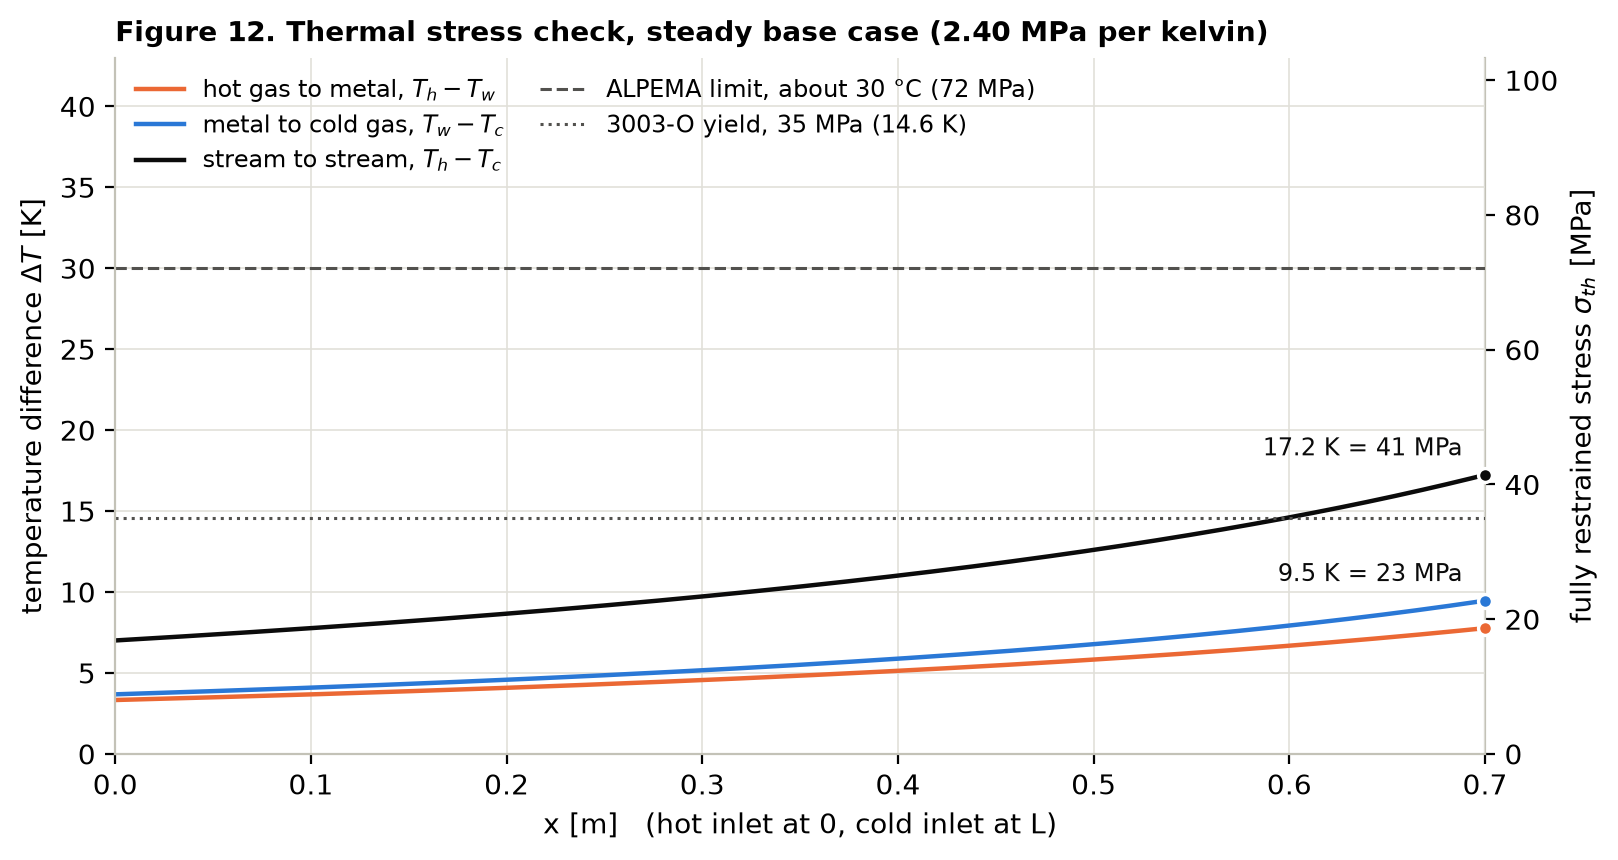 Figure 12. Thermal stress check, steady base case (2.40 MPa per kelvin)
hot gas to metal, T_h − T_w
metal to cold gas, T_w − T_c
stream to stream, T_h − T_c
ALPEMA limit, about 30 °C (72 MPa)
3003-O yield, 35 MPa (14.6 K)
temperature difference ΔT [K]
40
35
30
25
20
15
10
5
0
17.2 K = 41 MPa
9.5 K = 23 MPa
100
80
60
40
20
0
fully restrained stress σ_th [MPa]
0.0 0.1 0.2 0.3 0.4 0.5 0.6 0.7
x [m] (hot inlet at 0, cold inlet at L)